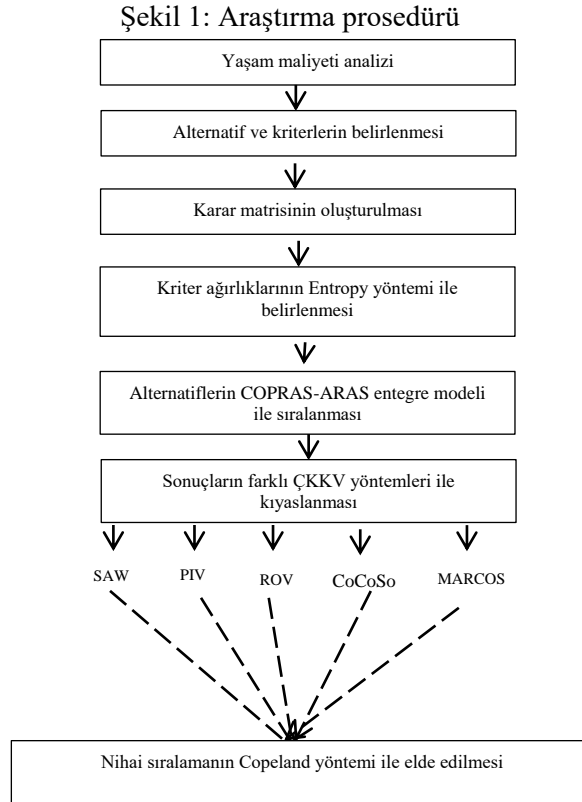 Şekil 1: Araştırma prosedürü
Yaşam maliyeti analizi
Alternatif ve kriterlerin belirlenmesi
Karar matrisinin oluşturulması
Kriter ağırlıklarının Entropy yöntemi ile
belirlenmesi
Alternatiflerin COPRAS-ARAS entegre modeli
ile sıralanması
Sonuçların farklı ÇKKV yöntemleri ile
kıyaslanması
SAW PIV ROV CoCoSo MARCOS
Nihai sıralamanın Copeland yöntemi ile elde edilmesi